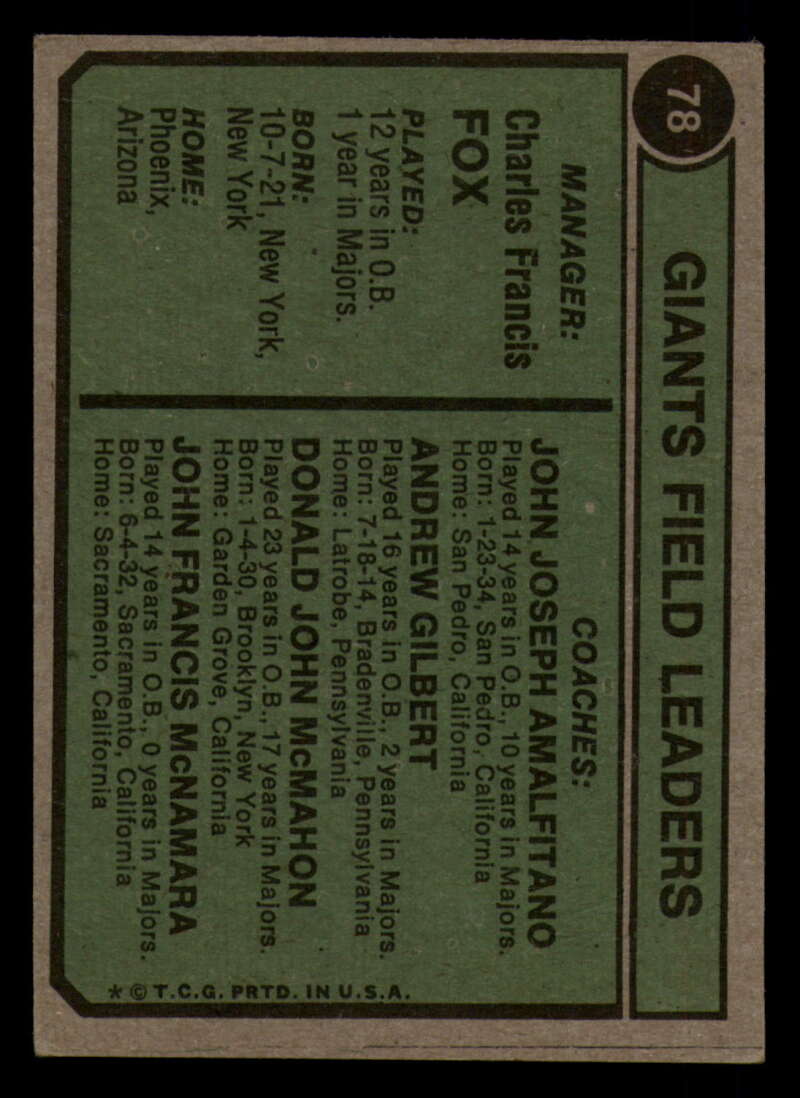 78
GIANTS FIELD LEADERS
MANAGER:
Charles Francis
FOX
PLAYED:
12 years in O.B.
1 year in Majors.
BORN:
10-7-21, New York,
New York
HOME:
Phoenix,
Arizona
COACHES:
JOHN JOSEPH AMALFITANO
Played 14 years in O.B., 10 years in Majors.
Born: 1-23-34, San Pedro, California
Home: San Pedro, California
ANDREW GILBERT
Played 16 years in O.B., 2 years in Majors.
Born: 7-18-14, Bradenville, Pennsylvania
Home: Latrobe, Pennsylvania
DONALD JOHN McMAHON
Played 23 years in O.B., 17 years in Majors.
Born: 1-4-30, Brooklyn, New York
Home: Garden Grove, California
JOHN FRANCIS McNAMARA
Played 14 years in O.B., 0 years in Majors.
Born: 6-4-32, Sacramento, California
Home: Sacramento, California
* © T.C.G. PRTD. IN U.S.A.